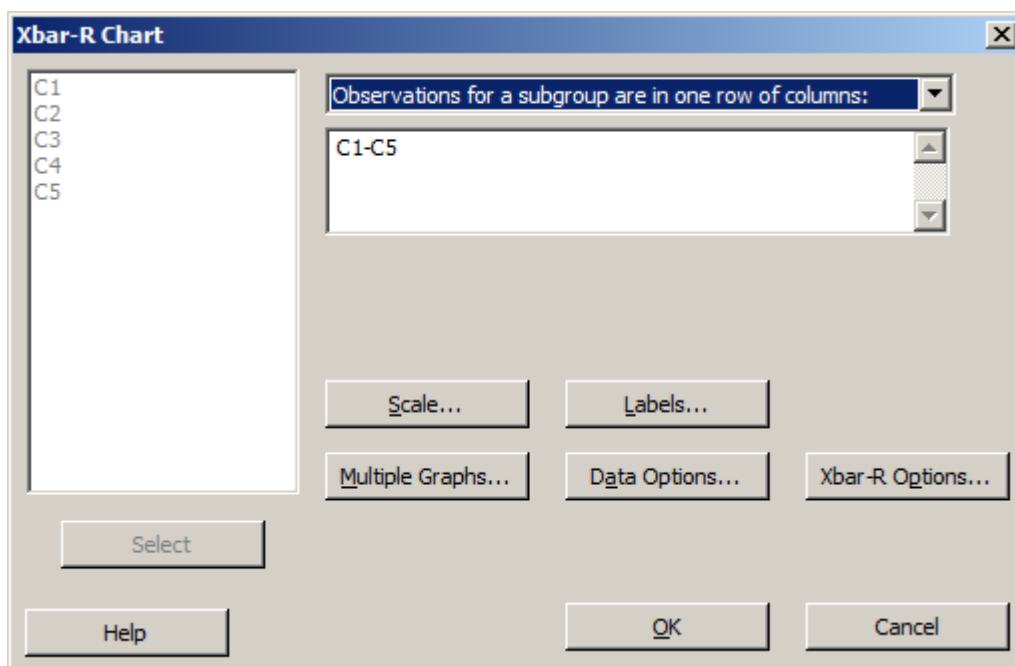 Xbar-R Chart
C1
C2
C3
C4
C5
Observations for a subgroup are in one row of columns:
C1-C5
Scale...
Labels...
Multiple Graphs...
Data Options...
Xbar-R Options...
Select
Help
OK
Cancel